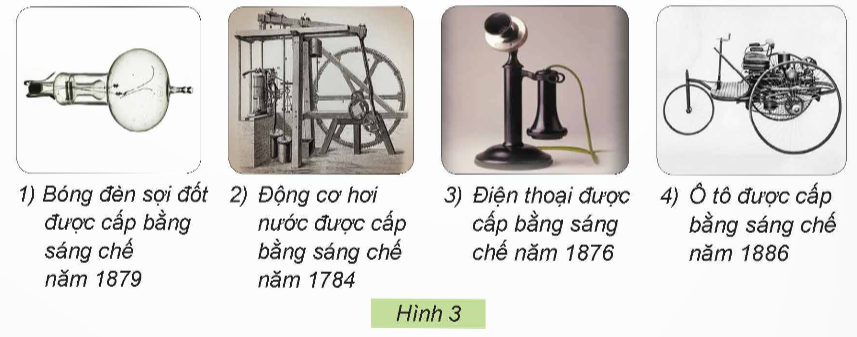 1) Bóng đèn sợi đốt
được cấp bằng
sáng chế
năm 1879
2) Động cơ hơi
nước được cấp
bằng sáng chế
năm 1784
3) Điện thoại được
cấp bằng sáng
chế năm 1876
4) Ô tô được cấp
bằng sáng chế
năm 1886
Hình 3